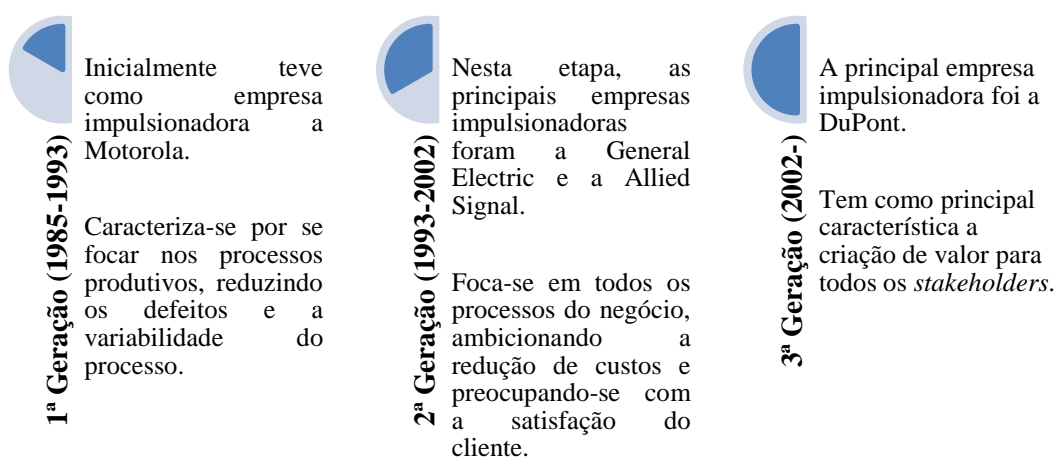 1ª Geração (1985-1993)
Inicialmente teve
como empresa
impulsionadora a
Motorola.
Caracteriza-se por se
focar nos processos
produtivos, reduzindo
os defeitos e a
variabilidade do
processo.
2ª Geração (1993-2002)
Nesta etapa, as
principais empresas
impulsionadoras
foram a General
Electric e a Allied
Signal.
Foca-se em todos os
processos do negócio,
ambicionando a
redução de custos e
preocupando-se com
a satisfação do
cliente.
3ª Geração (2002-)
A principal empresa
impulsionadora foi a
DuPont.
Tem como principal
característica a
criação de valor para
todos os stakeholders.